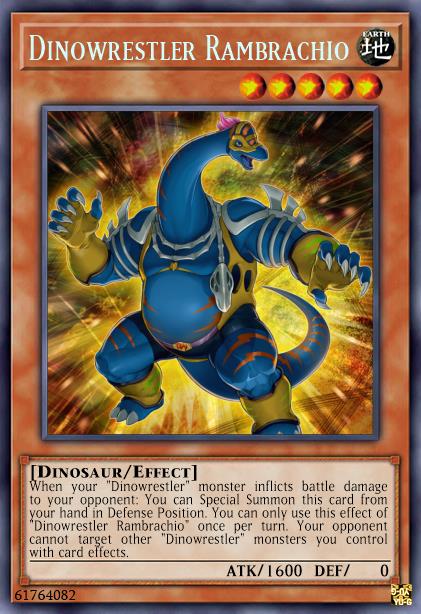 DINOWRESTLER RAMBRACHIO
EARTH
地
[DINOSAUR/EFFECT]
When your "Dinowrestler" monster inflicts battle damage
to your opponent: You can Special Summon this card from
your hand in Defense Position. You can only use this effect of
"Dinowrestler Rambrachio" once per turn. Your opponent
cannot target other "Dinowrestler" monsters you control
with card effects.
ATK/1600 DEF/ 0
61764082